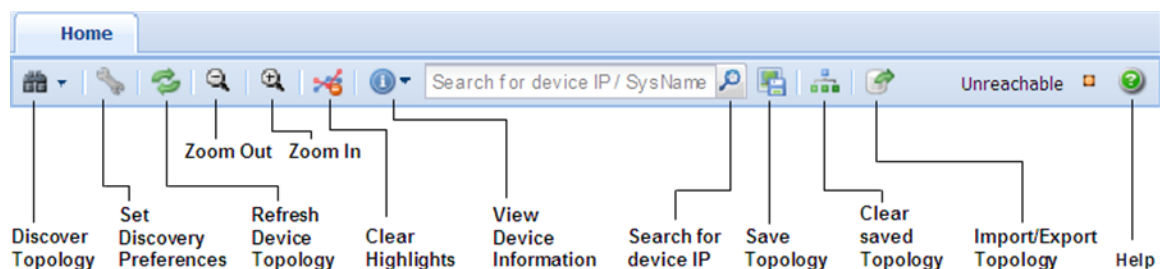 Home
Search for device IP / SysName
Unreachable
Zoom Out
Zoom In
Discover
Topology
Set
Discovery
Preferences
Refresh
Device
Topology
Clear
Highlights
View
Device
Information
Search for
device IP
Save
Topology
Clear
saved
Topology
Import/Export
Topology
Help